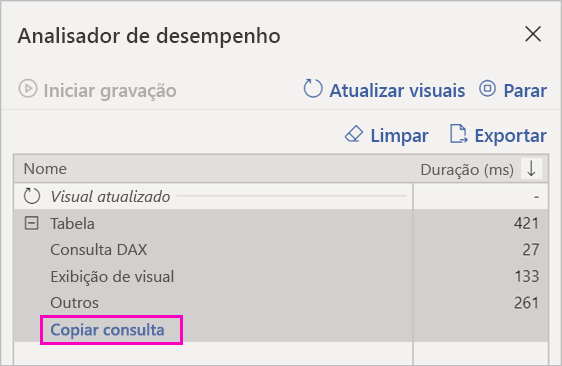 Analisador de desempenho
Iniciar gravação Atualizar visuais Parar
Limpar Exportar
Nome Duração (ms)
Visual atualizado -
Tabela 421
Consulta DAX 27
Exibição de visual 133
Outros 261
Copiar consulta